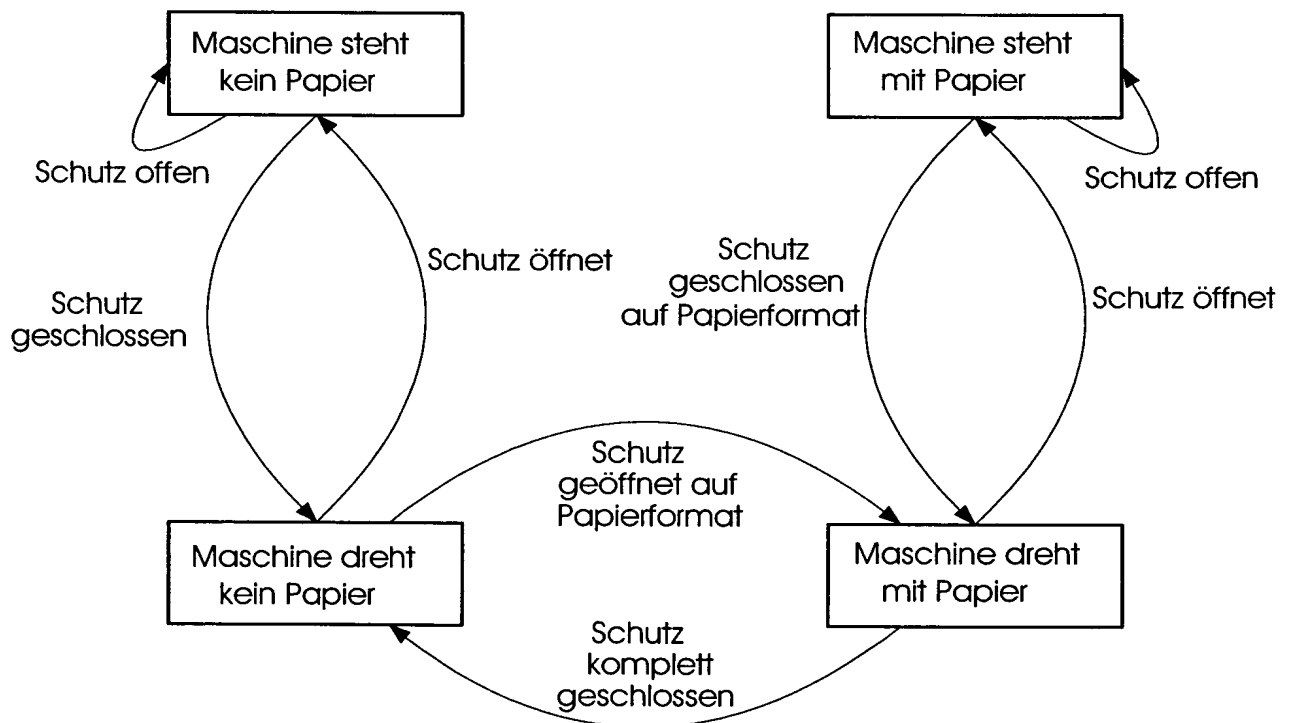 Maschine steht
kein Papier
Maschine steht
mit Papier
Schutz offen
Schutz offen
Schutz öffnet
Schutz
geschlossen
auf Papierformat
Schutz
geschlossen
Schutz öffnet
Schutz
geöffnet auf
Papierformat
Maschine dreht
kein Papier
Maschine dreht
mit Papier
Schutz
komplett
geschlossen